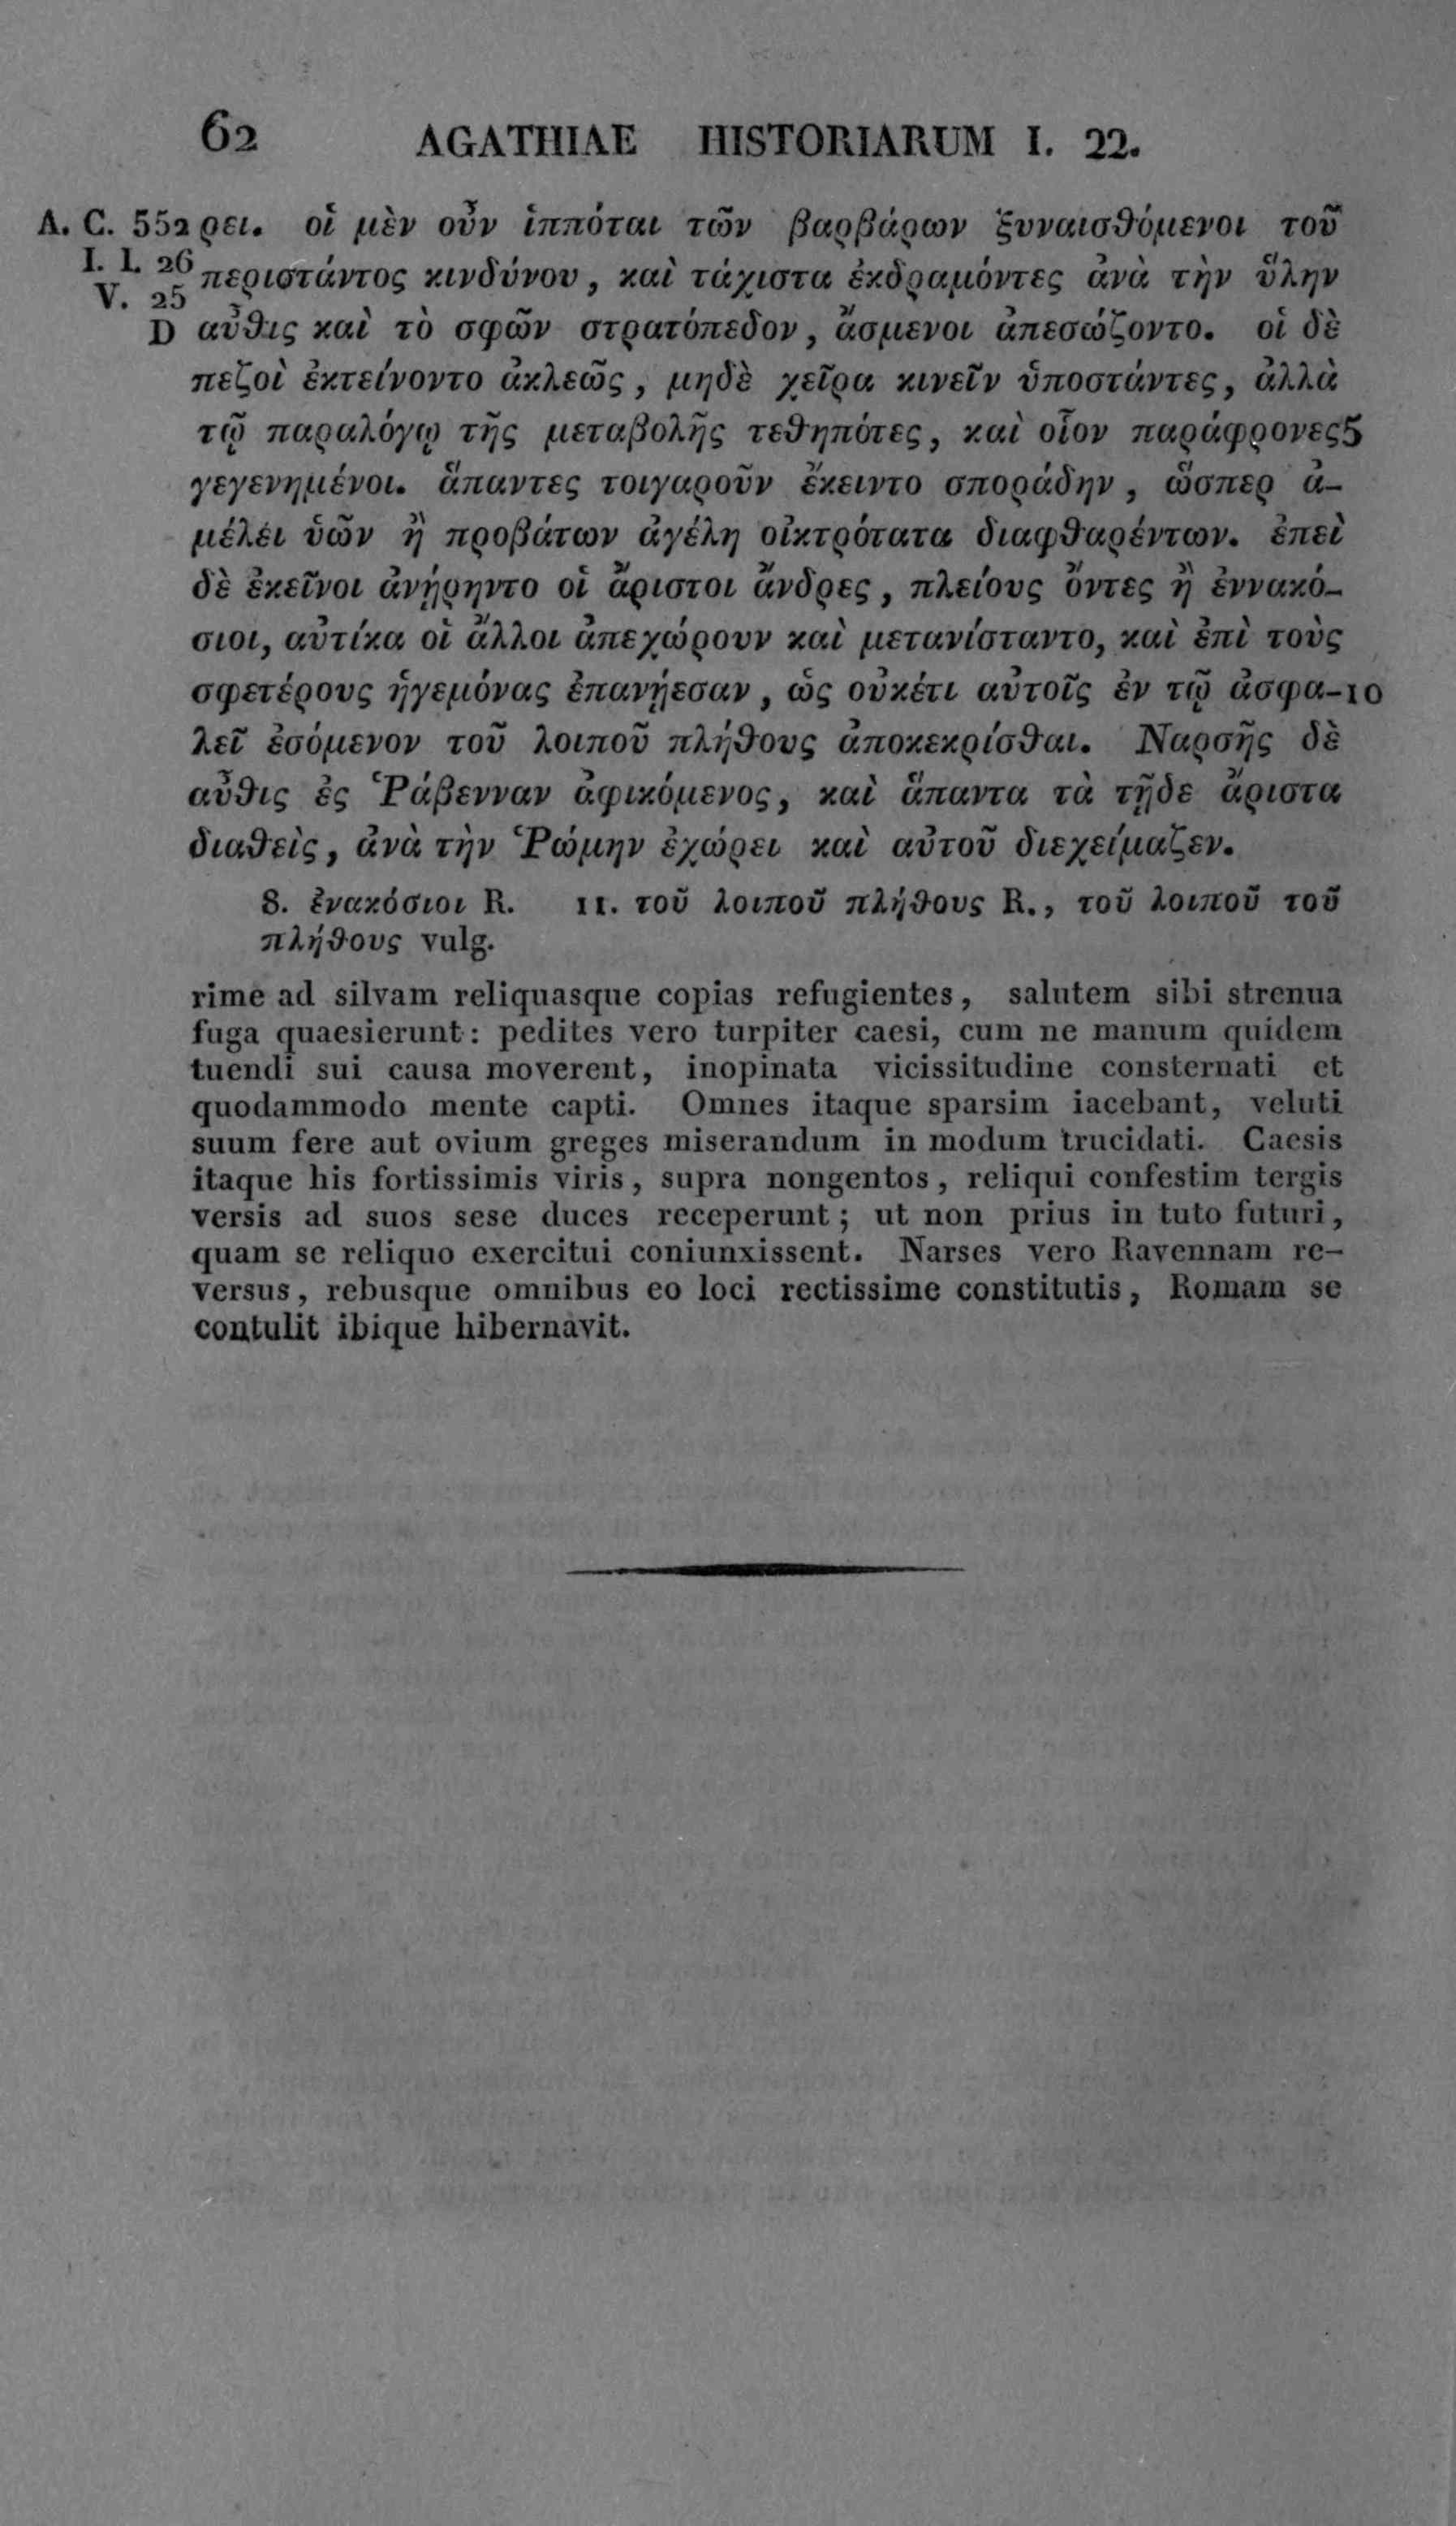 62 AGATHIAE HISTORIARUM I. 22.
A. C. 552 ρει. οἱ μὲν οὖν ἱππόται τῶν βαρβάρων ξυναισθόμενοι τοῦ
I. I. 26 περιστάντος κινδύνου, καὶ τάχιστα ἐκδραμόντες ἀνὰ τὴν ὕλην
V. 25
D αὖθις καὶ τὸ σφῶν στρατόπεδον, ἄσμενοι ἀπεσώζοντο. οἱ δὲ
πεζοὶ ἐκτείνοντο ἀκλεῶς, μηδὲ χεῖρα κινεῖν ὑποστάντες, ἀλλὰ
τῷ παραλόγῳ τῆς μεταβολῆς τεθηπότες, καὶ οἷον παράφρονες 5
γεγενημένοι. ἅπαντες τοιγαροῦν ἔκειντο σποράδην, ὥσπερ ἀ-
μέλει ὑῶν ἢ προβάτων ἀγέλη οἰκτρότατα διαφθαρέντων. ἐπεὶ
δὲ ἐκεῖνοι ἀνῄρηντο οἱ ἄριστοι ἄνδρες, πλείους ὄντες ἢ ἐννακό-
σιοι, αὐτίκα οἱ ἄλλοι ἀπεχώρουν καὶ μετανίσταντο, καὶ ἐπὶ τοὺς
σφετέρους ἡγεμόνας ἐπανῄεσαν, ὡς οὐκέτι αὐτοῖς ἐν τῷ ἀσφα- 10
λεῖ ἐσόμενον τοῦ λοιποῦ πλήθους ἀποκεκρίσθαι. Ναρσῆς δὲ
αὖθις ἐς Ῥάβενναν ἀφικόμενος, καὶ ἅπαντα τὰ τῇδε ἄριστα
διαθεὶς, ἀνὰ τὴν Ῥώμην ἐχώρει καὶ αὐτοῦ διεχείμαζεν.
8. ἐνακόσιοι R. 11. τοῦ λοιποῦ πλήθους R., τοῦ λοιποῦ τοῦ
πλήθους vulg.
rime ad silvam reliquasque copias refugientes, salutem sibi strenua
fuga quaesierunt: pedites vero turpiter caesi, cum ne manum quidem
tuendi sui causa moverent, inopinata vicissitudine consternati et
quodammodo mente capti. Omnes itaque sparsim iacebant, veluti
suum fere aut ovium greges miserandum in modum trucidati. Caesis
itaque his fortissimis viris, supra nongentos, reliqui confestim tergis
versis ad suos sese duces receperunt; ut non prius in tuto futuri,
quam se reliquo exercitui coniunxissent. Narses vero Ravennam re-
versus, rebusque omnibus eo loci rectissime constitutis, Romam se
contulit ibique hibernavit.